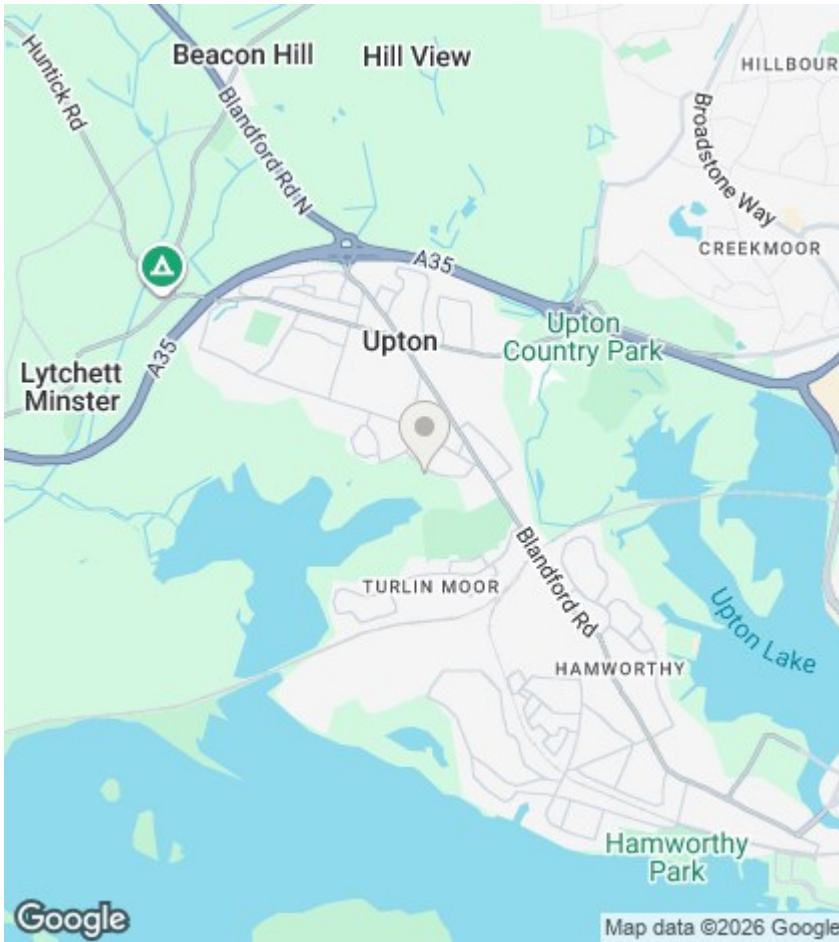 Beacon Hill
Hill View
HILLBOUR
Huntick Rd
Blandford Rd N
Broadstone Way
CREEKMOOR
A35
Upton
Upton
Country Park
A35
Lytchett
Minster
Blandford Rd
TURLIN MOOR
Upton Lake
HAMWORTHY
Hamworthy
Park
Google
Map data ©2026 Google